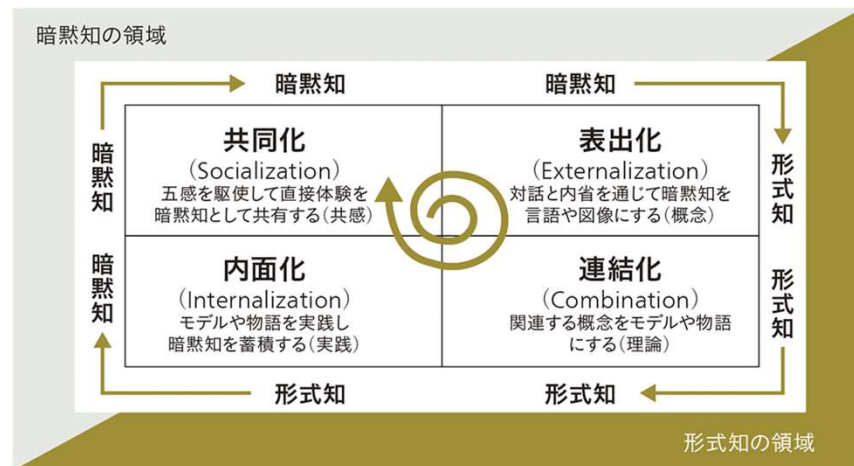 暗黙知の領域
暗黙知
暗黙知
暗黙知
共同化
(Socialization)
五感を駆使して直接体験を
暗黙知として共有する(共感)
表出化
(Externalization)
対話と内省を通じて暗黙知を
言語や図像にする(概念)
形式知
暗黙知
内面化
(Internalization)
モデルや物語を実践し
暗黙知を蓄積する(実践)
連結化
(Combination)
関連する概念をモデルや物語
にする(理論)
形式知
形式知
形式知
形式知の領域